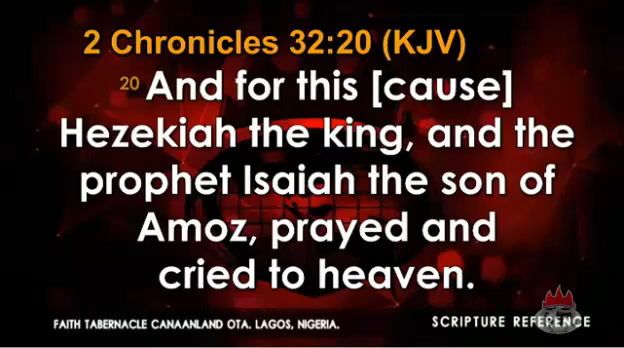 2 Chronicles 32:20 (KJV)
20 And for this [cause]
Hezekiah the king, and the
prophet Isaiah the son of
Amoz, prayed and
cried to heaven.
FAITH TABERNACLE CANAANLAND OTA. LAGOS, NIGERIA.
SCRIPTURE REFERENCE